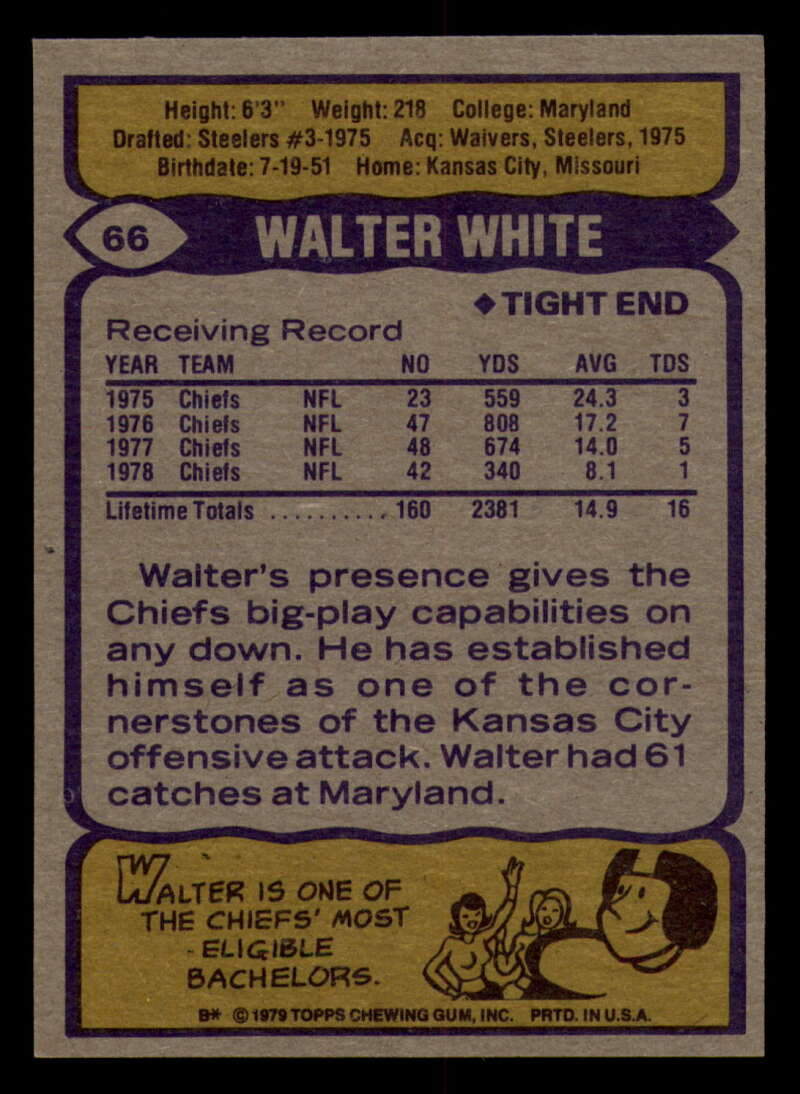 Height: 6'3" Weight: 218 College: Maryland
Drafted: Steelers #3-1975 Acq: Waivers, Steelers, 1975
Birthdate: 7-19-51 Home: Kansas City, Missouri
66 WALTER WHITE
◆TIGHT END
Receiving Record
YEAR TEAM NO YDS AVG TDS
1975 Chiefs NFL 23 559 24.3 3
1976 Chiefs NFL 47 808 17.2 7
1977 Chiefs NFL 48 674 14.0 5
1978 Chiefs NFL 42 340 8.1 1
Lifetime Totals .......... 160 2381 14.9 16
Walter's presence gives the
Chiefs big-play capabilities on
any down. He has established
himself as one of the cor-
nerstones of the Kansas City
offensive attack. Walter had 61
catches at Maryland.
WALTER IS ONE OF
THE CHIEFS' MOST
ELIGIBLE
BACHELORS.
B* © 1979 TOPPS CHEWING GUM, INC. PRTD. IN U.S.A.